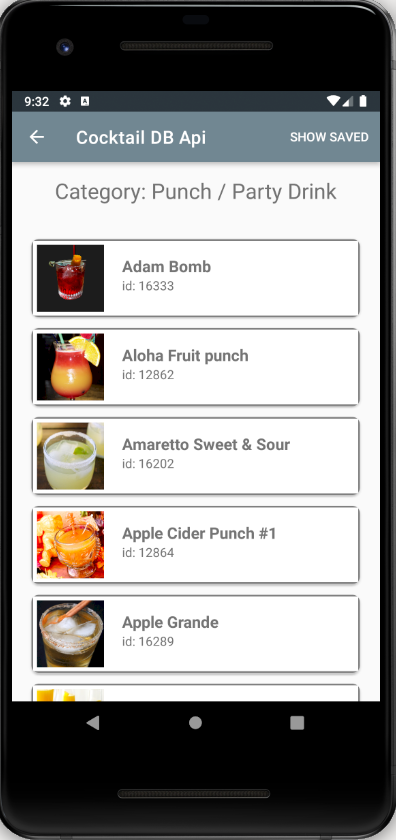 9:32
Cocktail DB Api
SHOW SAVED
Category: Punch / Party Drink
Adam Bomb
id: 16333
Aloha Fruit punch
id: 12862
Amaretto Sweet & Sour
id: 16202
Apple Cider Punch #1
id: 12864
Apple Grande
id: 16289